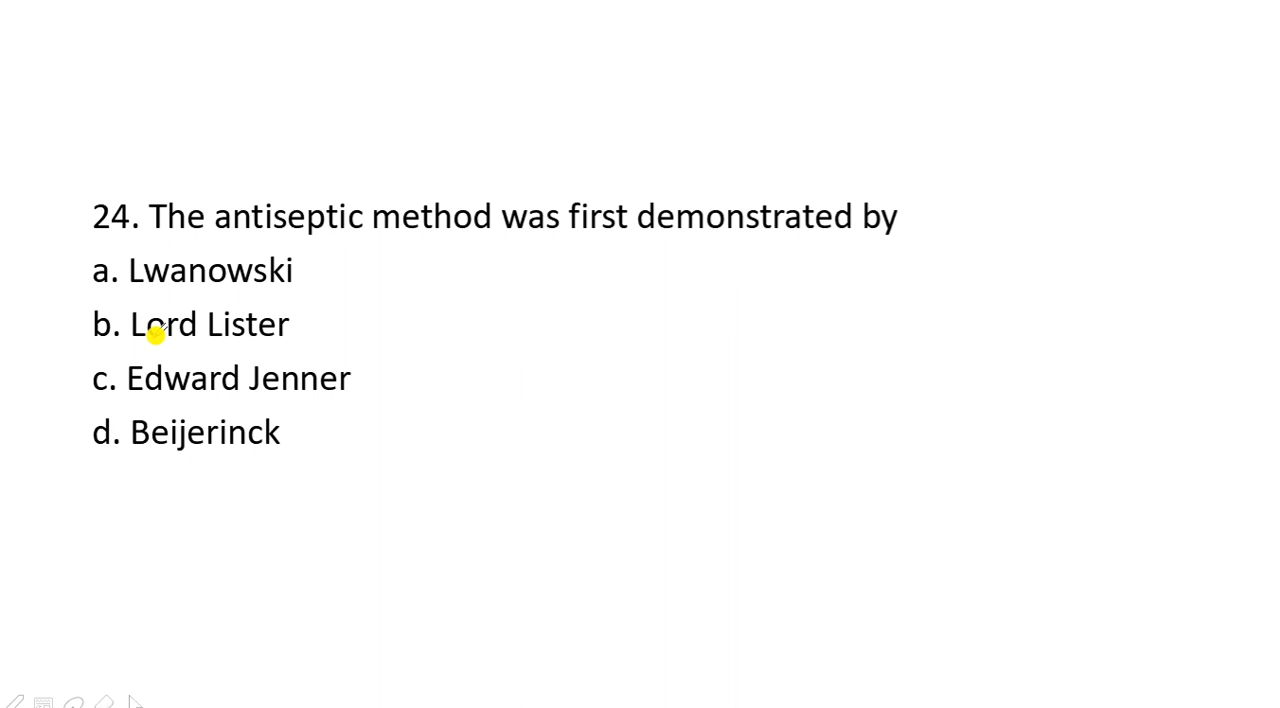 24. The antiseptic method was first demonstrated by
a. Lwanowski
b. Lord Lister
c. Edward Jenner
d. Beijerinck